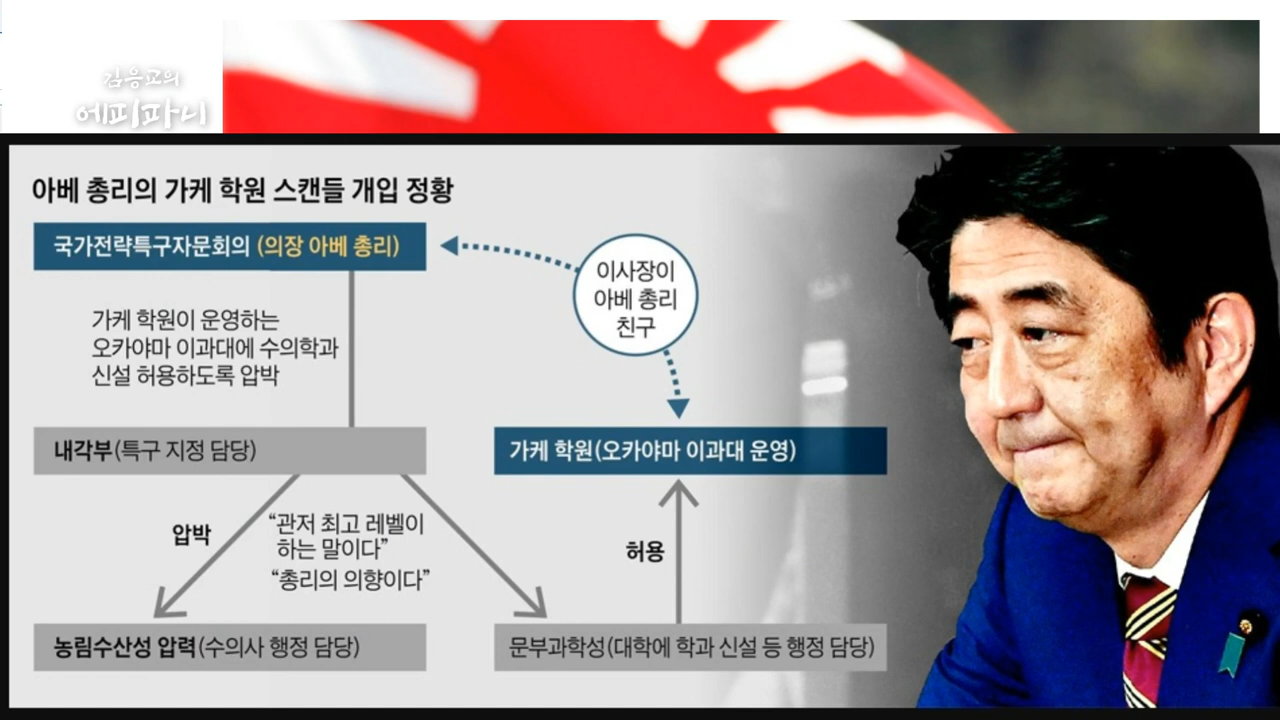 김응교의
에피파니
아베 총리의 가케 학원 스캔들 개입 정황
국가전략특구자문회의 (의장 아베 총리)
이사장이
아베 총리
친구
가케 학원이 운영하는
오카야마 이과대에 수의학과
신설 허용하도록 압박
내각부(특구 지정 담당)
가케 학원(오카야마 이과대 운영)
압박
“관저 최고 레벨이
하는 말이다”
“총리의 의향이다”
허용
농림수산성 압력(수의사 행정 담당)
문부과학성(대학에 학과 신설 등 행정 담당)